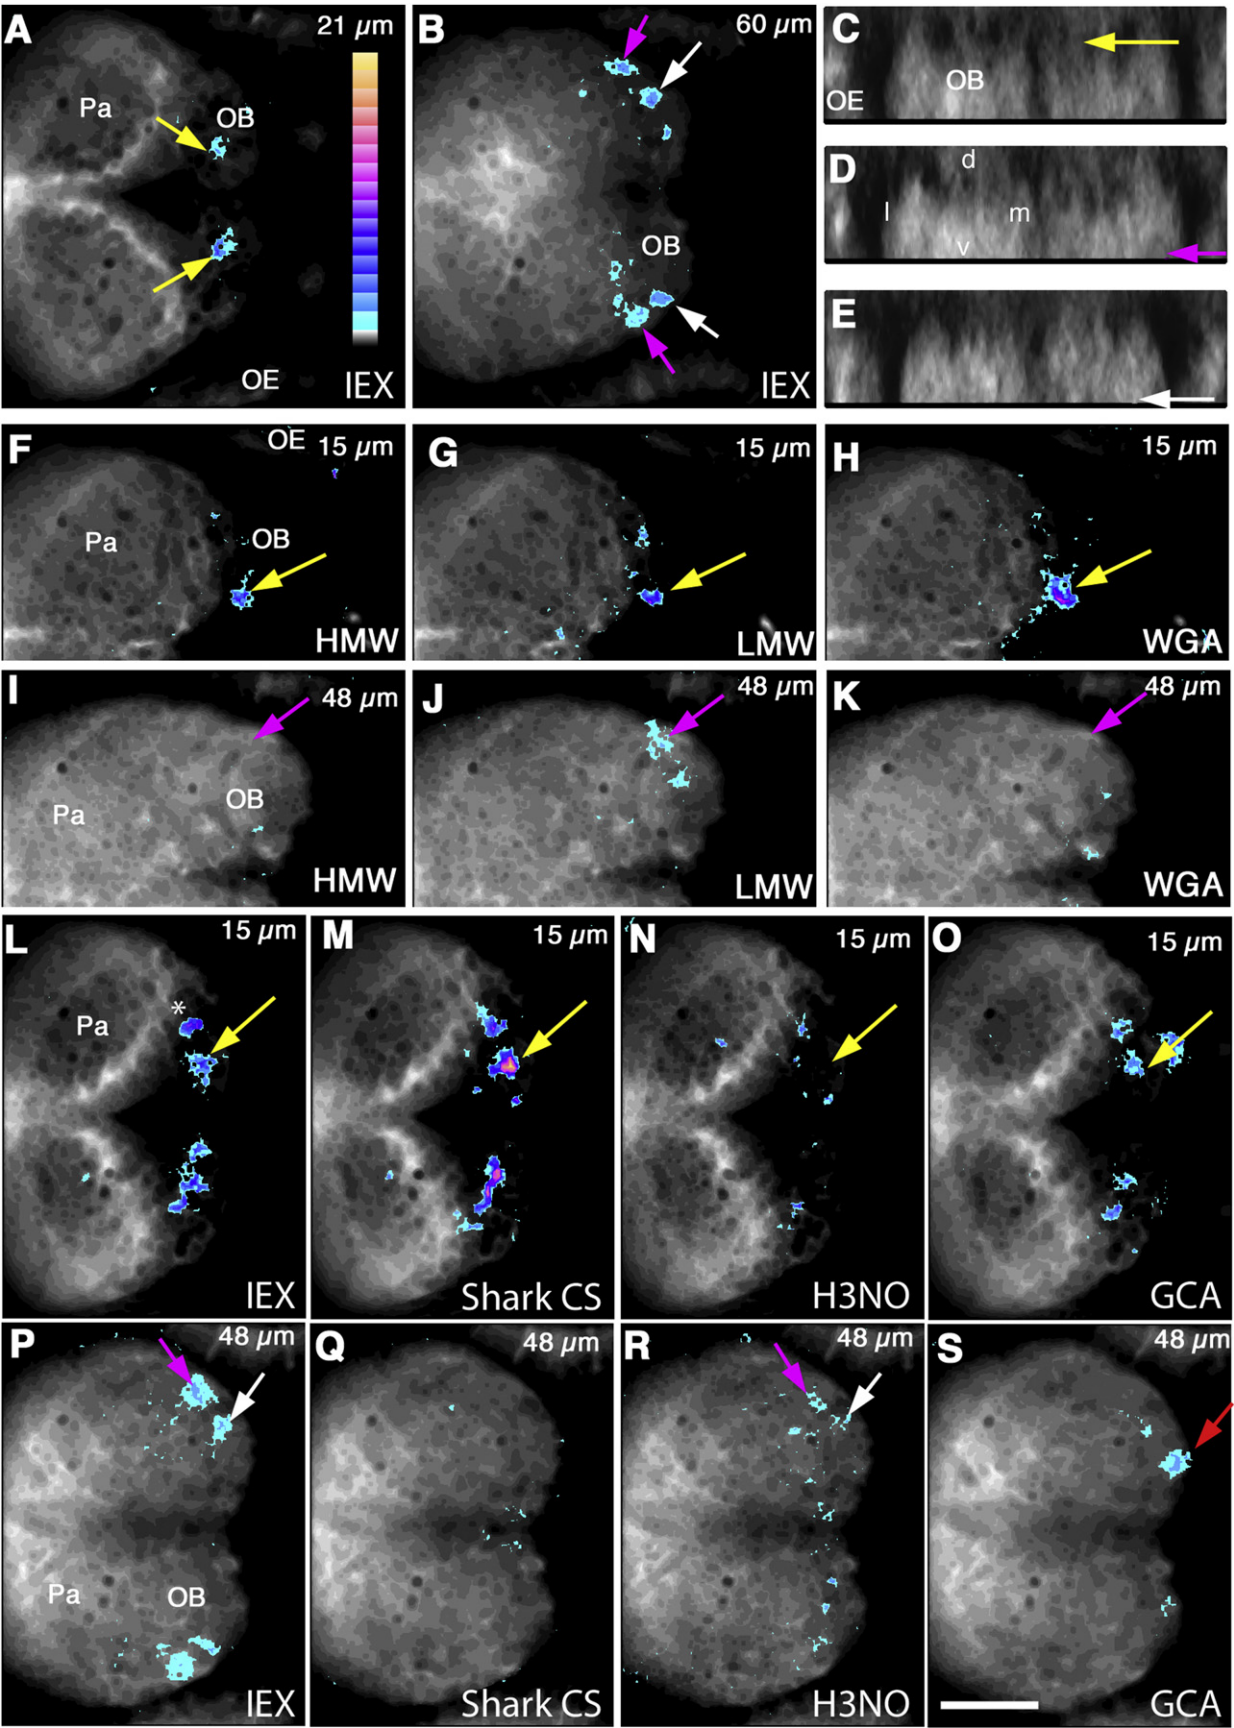 A 21 µm
Pa OB
OE IEX
B 60 µm
OB
IEX
C
OB
OE
D d
l m
v
E
F OE 15 µm
Pa OB
HMW
G 15 µm
LMW
H 15 µm
WGA
I 48 µm
Pa OB
HMW
J 48 µm
LMW
K 48 µm
WGA
L 15 µm
*
Pa
IEX
M 15 µm
Shark CS
N 15 µm
H3NO
O 15 µm
GCA
P 48 µm
Pa OB
IEX
Q 48 µm
Shark CS
R 48 µm
H3NO
S 48 µm
GCA